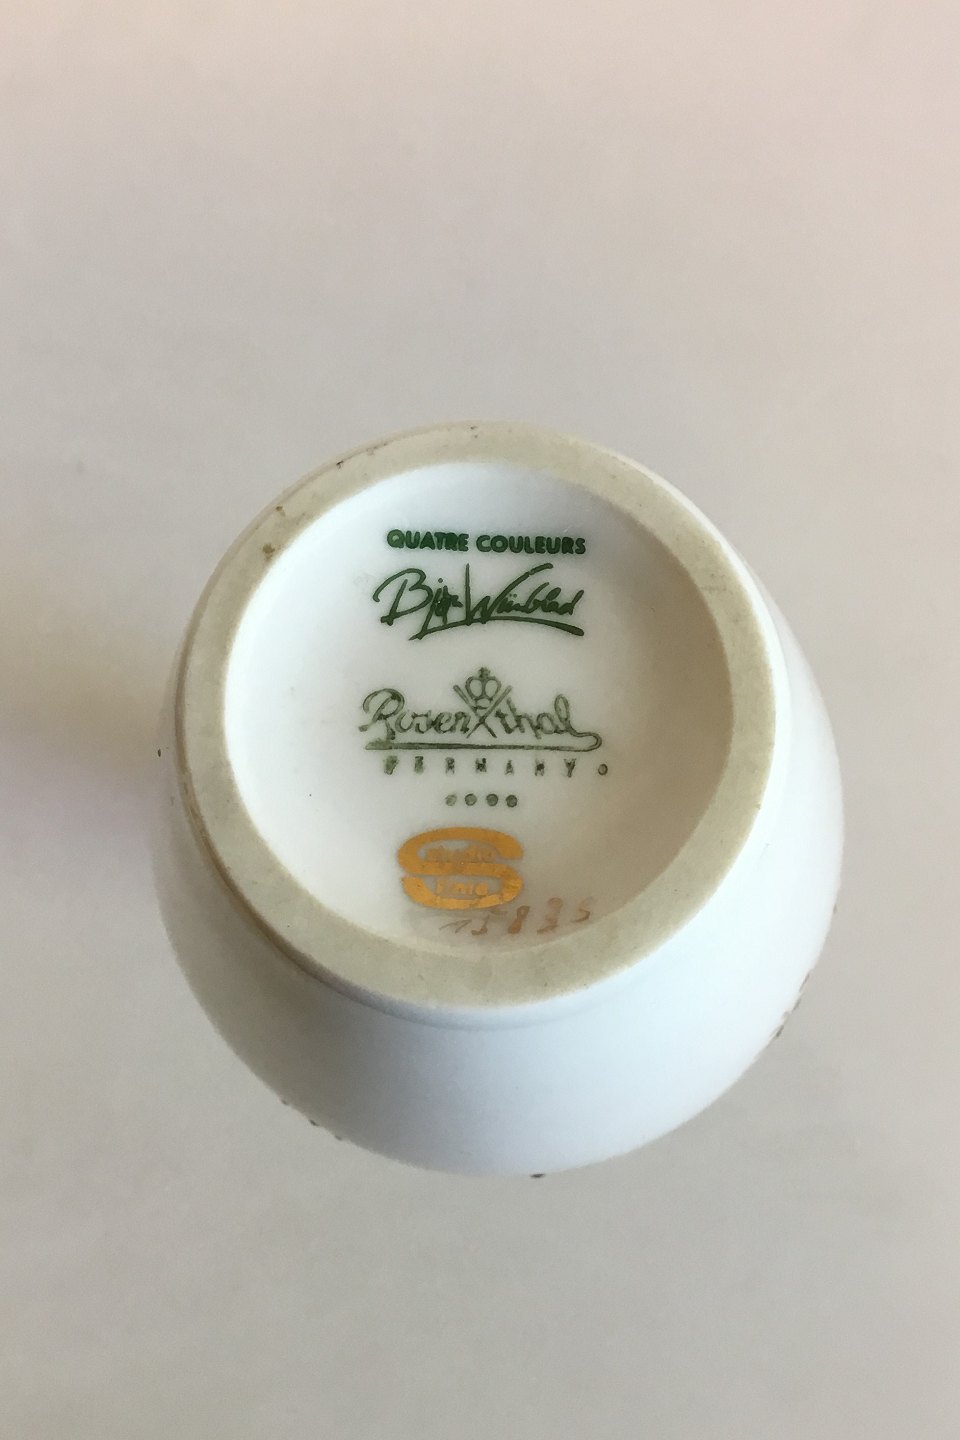 QUATRE COULEURS
Bjørn Wiinblad
Rosenthal
GERMANY
studio
linie